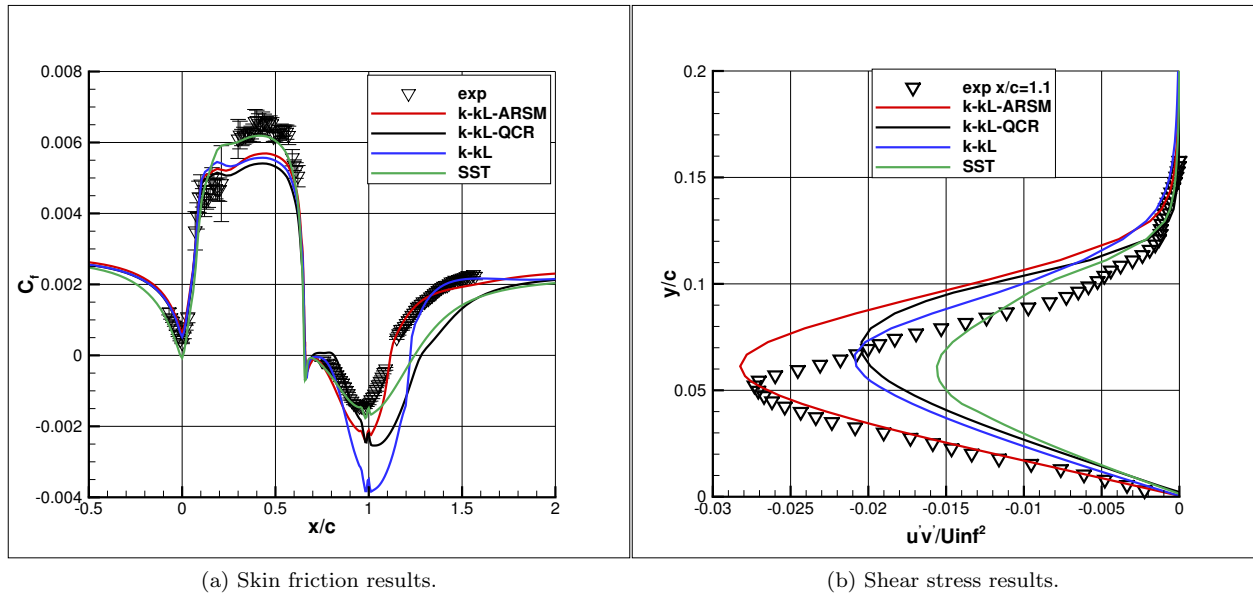 0.008
0.006
0.004
0.002
0
-0.002
-0.004
-0.5
0
0.5
1
1.5
2
x/c
C_f
exp
k-kL-ARSM
k-kL-QCR
k-kL
SST
(a) Skin friction results.
0.2
0.15
0.1
0.05
0
-0.03
-0.025
-0.02
-0.015
-0.01
-0.005
0
u'v'/Uinf²
y/c
exp x/c=1.1
k-kL-ARSM
k-kL-QCR
k-kL
SST
(b) Shear stress results.